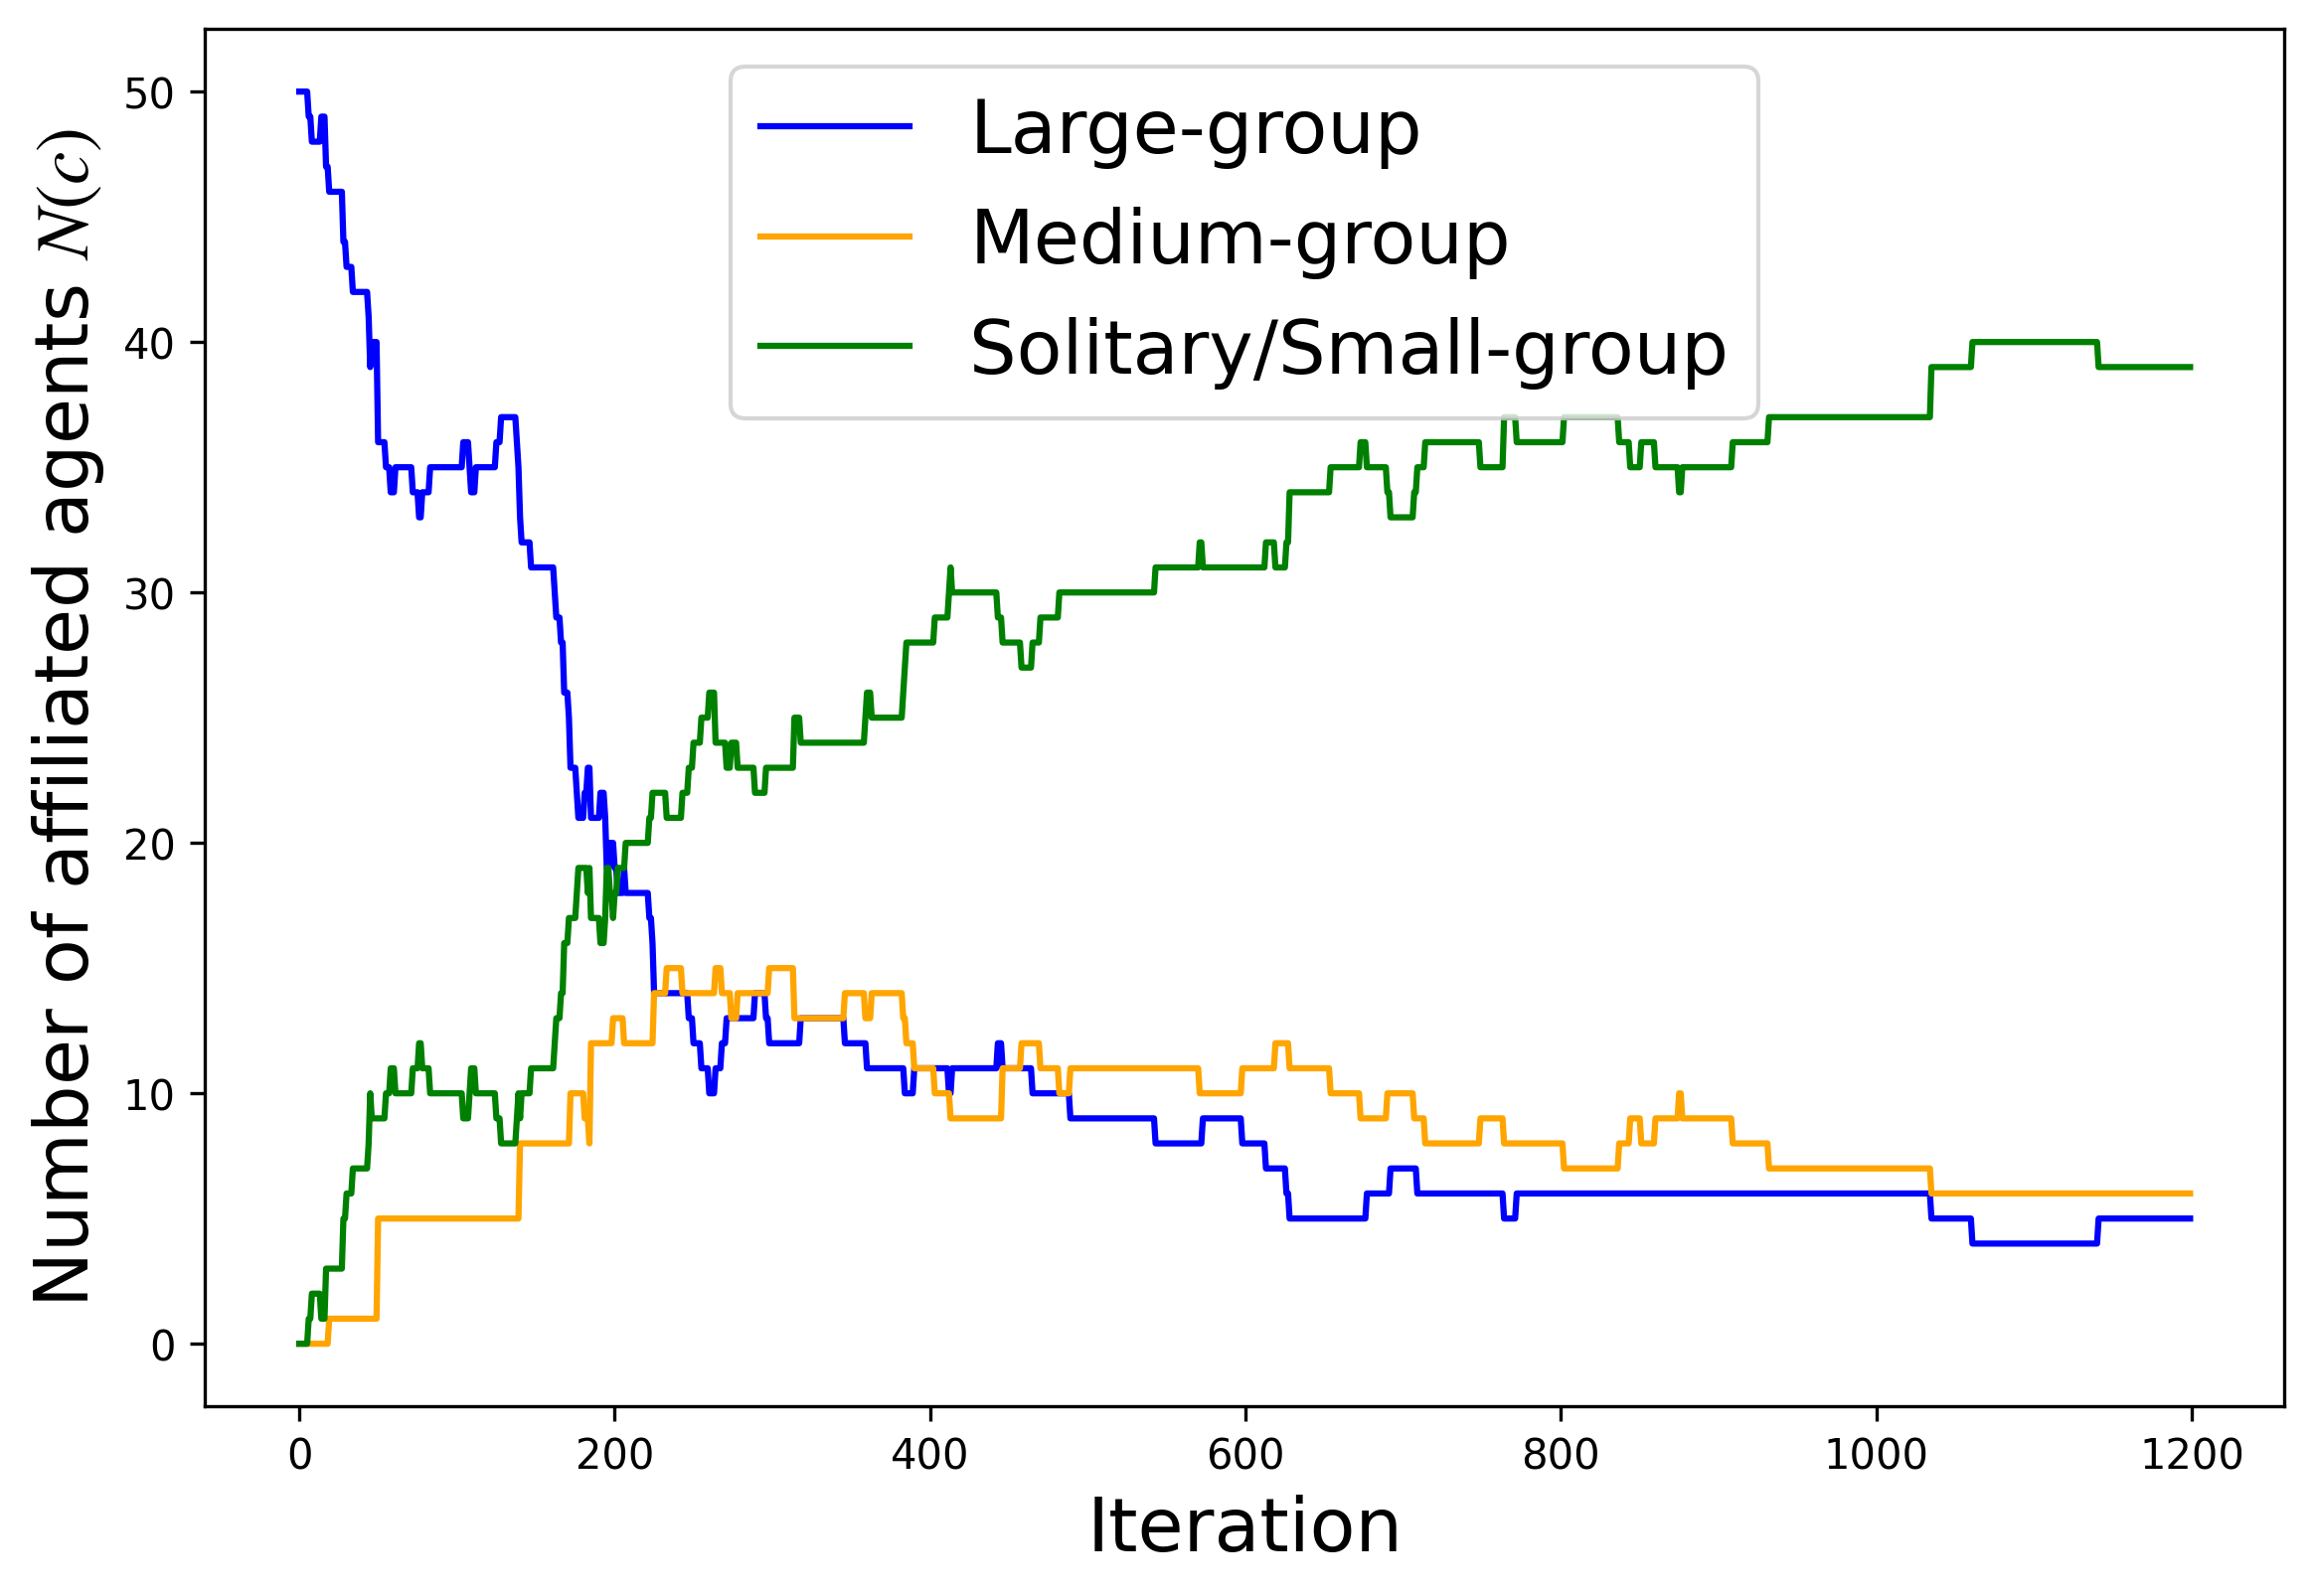 Number of affiliated agents N(c)
50
40
30
20
10
0
Large-group
Medium-group
Solitary/Small-group
0 200 400 600 800 1000 1200
Iteration